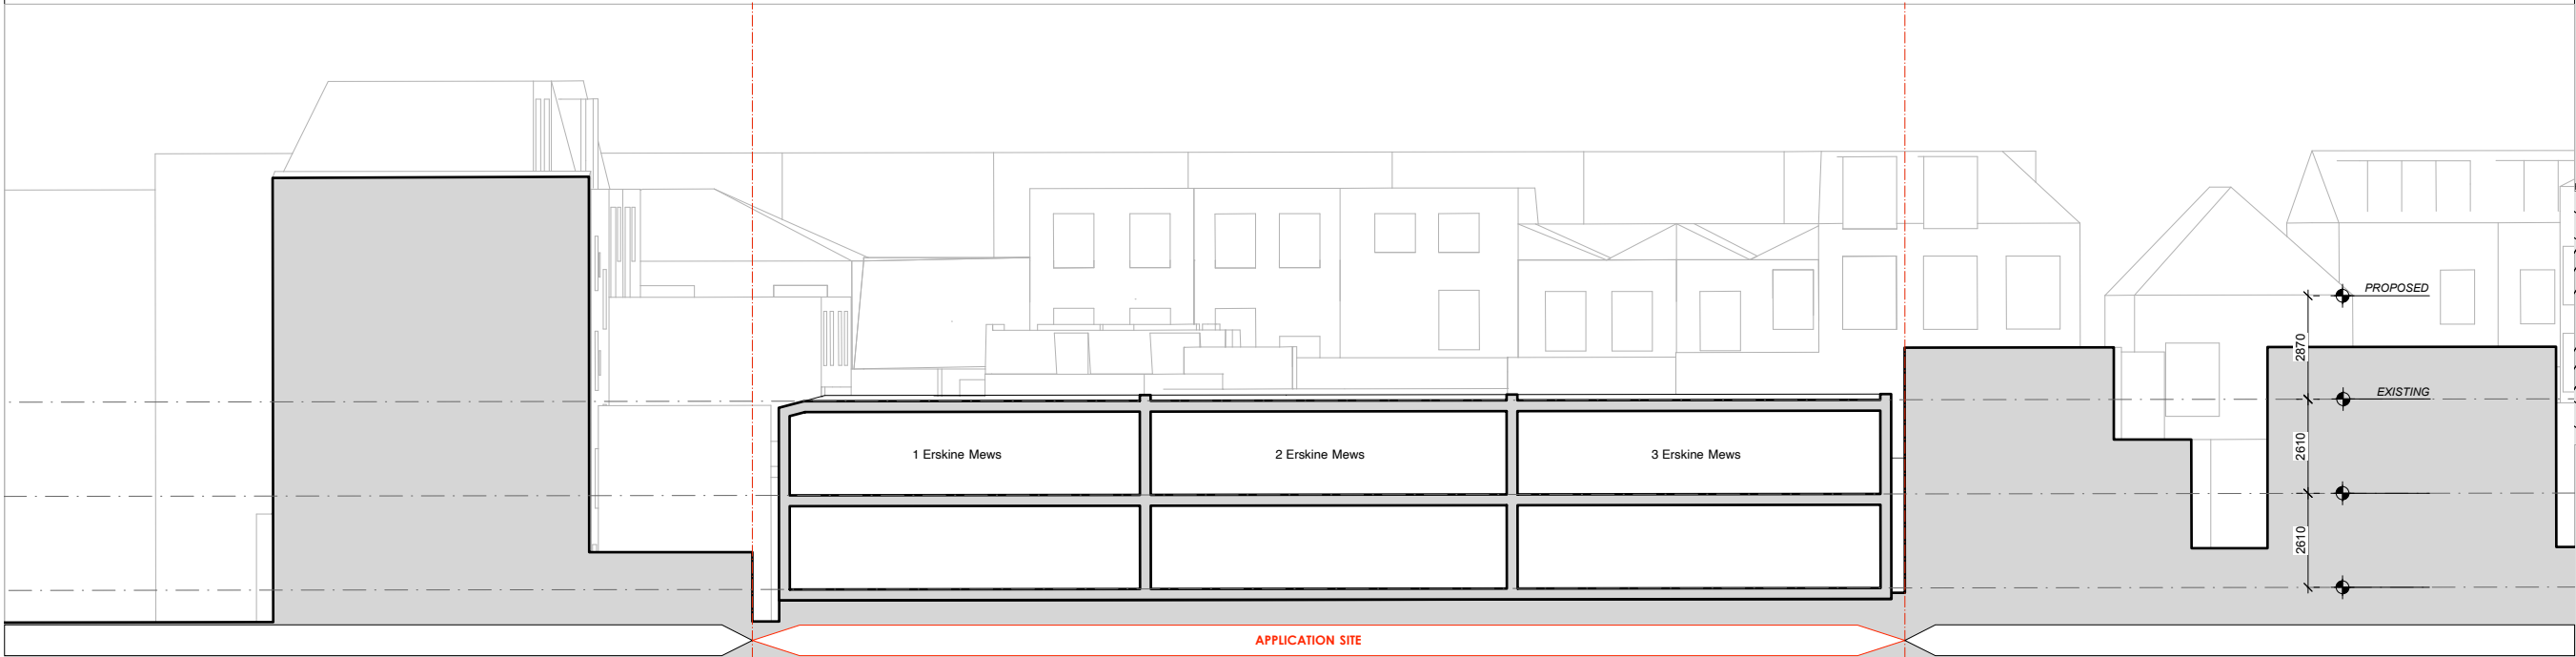 PROPOSED
2870
EXISTING
1 Erskine Mews
2 Erskine Mews
3 Erskine Mews
2610
2610
APPLICATION SITE